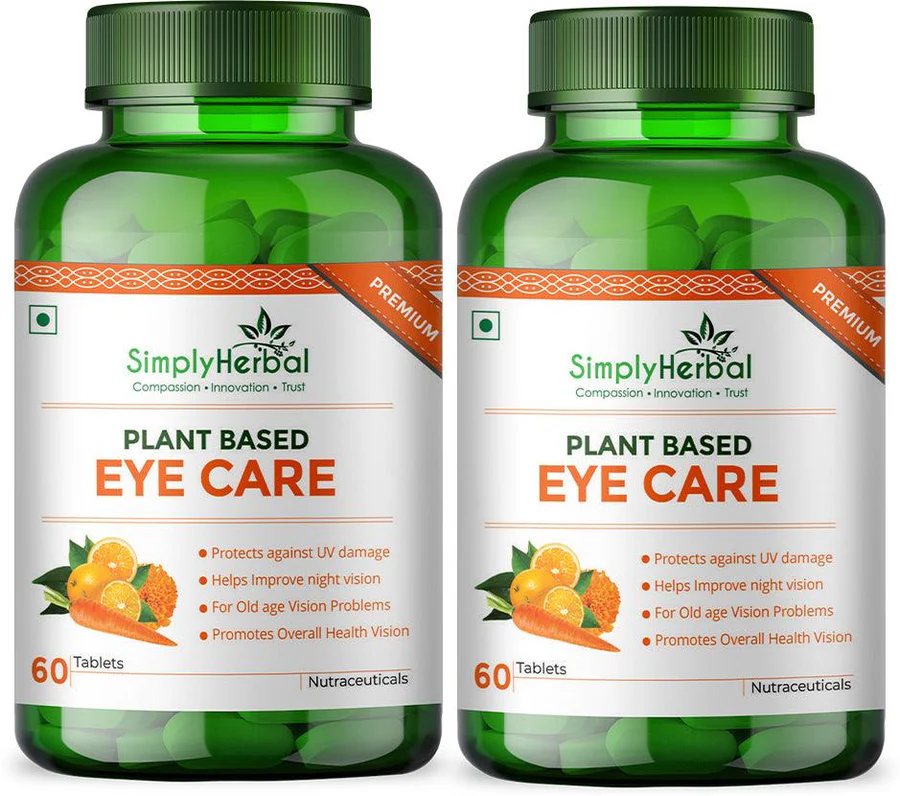 PREMIUM
SimplyHerbal
Compassion • Innovation • Trust
PLANT BASED
EYE CARE
• Protects against UV damage
• Helps Improve night vision
• For Old age Vision Problems
• Promotes Overall Health Vision
60 Tablets
Nutraceuticals
PREMIUM
SimplyHerbal
Compassion • Innovation • Trust
PLANT BASED
EYE CARE
• Protects against UV damage
• Helps Improve night vision
• For Old age Vision Problems
• Promotes Overall Health Vision
60 Tablets
Nutraceuticals